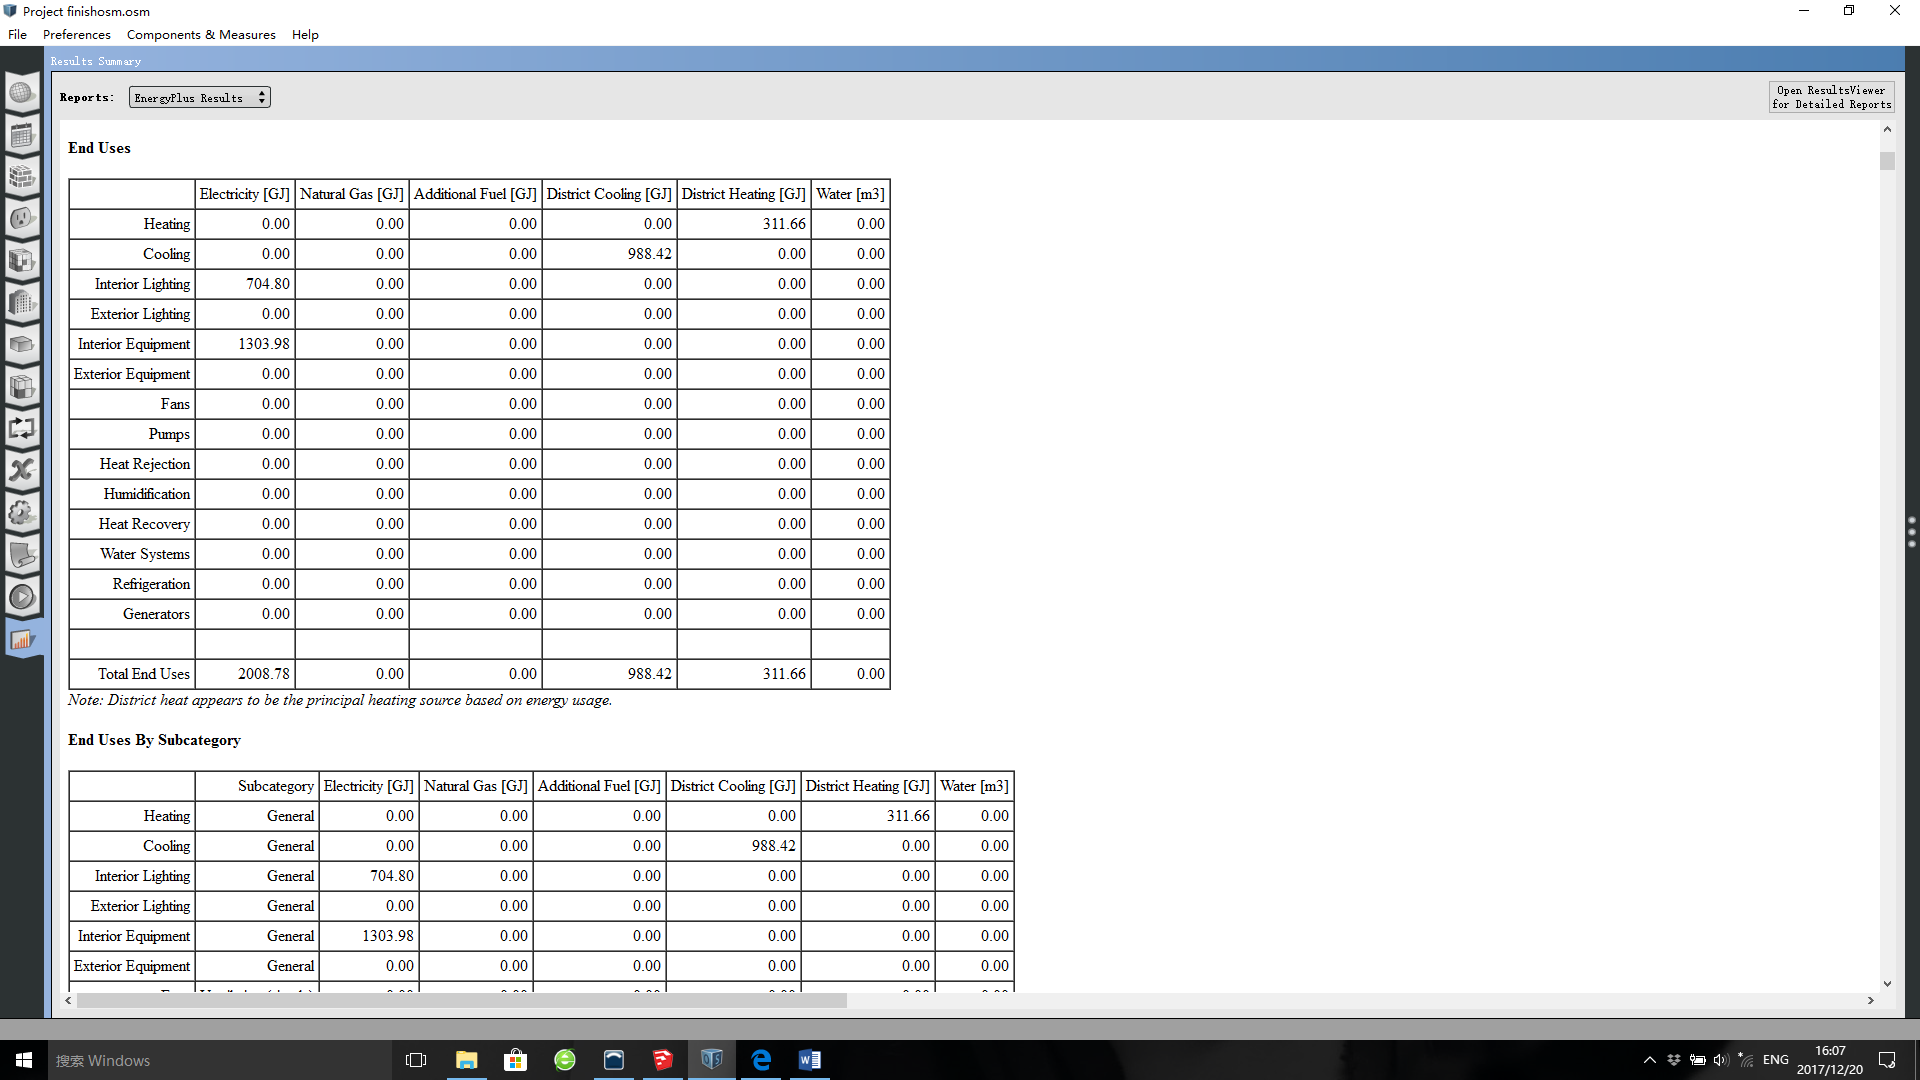 Project finishosm.osm
File Preferences Components & Measures Help
Results Summary
Reports: EnergyPlus Results
Open ResultsViewer
for Detailed Reports
End Uses
Electricity [GJ] Natural Gas [GJ] Additional Fuel [GJ] District Cooling [GJ] District Heating [GJ] Water [m3]
Heating 0.00 0.00 0.00 0.00 311.66 0.00
Cooling 0.00 0.00 0.00 988.42 0.00 0.00
Interior Lighting 704.80 0.00 0.00 0.00 0.00 0.00
Exterior Lighting 0.00 0.00 0.00 0.00 0.00 0.00
Interior Equipment 1303.98 0.00 0.00 0.00 0.00 0.00
Exterior Equipment 0.00 0.00 0.00 0.00 0.00 0.00
Fans 0.00 0.00 0.00 0.00 0.00 0.00
Pumps 0.00 0.00 0.00 0.00 0.00 0.00
Heat Rejection 0.00 0.00 0.00 0.00 0.00 0.00
Humidification 0.00 0.00 0.00 0.00 0.00 0.00
Heat Recovery 0.00 0.00 0.00 0.00 0.00 0.00
Water Systems 0.00 0.00 0.00 0.00 0.00 0.00
Refrigeration 0.00 0.00 0.00 0.00 0.00 0.00
Generators 0.00 0.00 0.00 0.00 0.00 0.00
Total End Uses 2008.78 0.00 0.00 988.42 311.66 0.00
Note: District heat appears to be the principal heating source based on energy usage.
End Uses By Subcategory
Subcategory Electricity [GJ] Natural Gas [GJ] Additional Fuel [GJ] District Cooling [GJ] District Heating [GJ] Water [m3]
Heating General 0.00 0.00 0.00 0.00 311.66 0.00
Cooling General 0.00 0.00 0.00 988.42 0.00 0.00
Interior Lighting General 704.80 0.00 0.00 0.00 0.00 0.00
Exterior Lighting General 0.00 0.00 0.00 0.00 0.00 0.00
Interior Equipment General 1303.98 0.00 0.00 0.00 0.00 0.00
Exterior Equipment General 0.00 0.00 0.00 0.00 0.00 0.00
搜索 Windows
ENG
16:07
2017/12/20